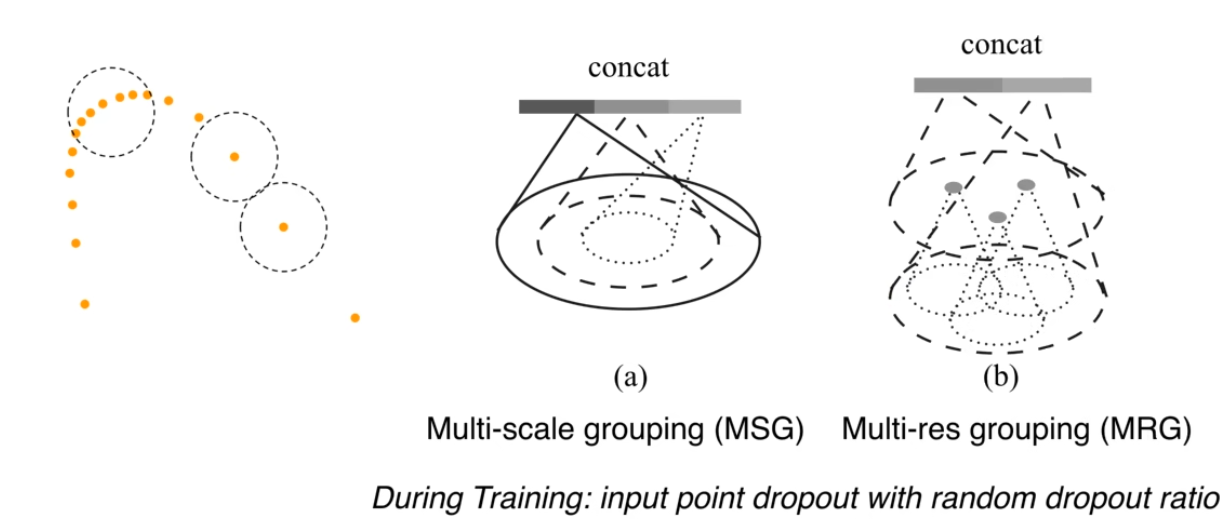 concat
concat
(a)
(b)
Multi-scale grouping (MSG)
Multi-res grouping (MRG)
During Training: input point dropout with random dropout ratio